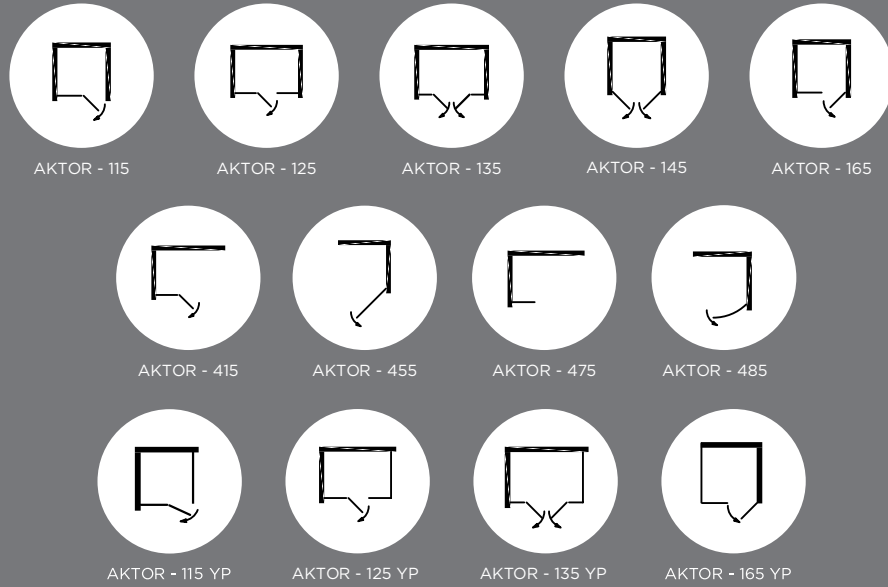 AKTOR - 115
AKTOR - 125
AKTOR - 135
AKTOR - 145
AKTOR - 165
AKTOR - 415
AKTOR - 455
AKTOR - 475
AKTOR - 485
AKTOR - 115 YP
AKTOR - 125 YP
AKTOR - 135 YP
AKTOR - 165 YP